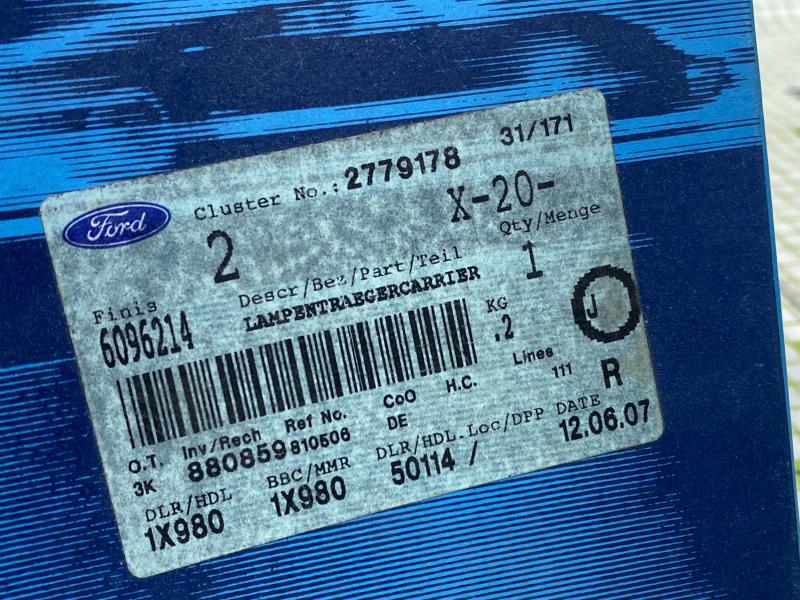 Ford
Cluster No.: 2779178 31/171
2 X-20-
Finis Descr/Bez/Part/Teil Qty/Menge
6096214 LAMPENTRAEGERCARRIER 1
KG
.2
J
O.T. Inv/Rech Ref No. CoO H.C. Lines
3K 880859 810506 DE 111 R
DLR/HDL BBC/MMR DLR/HDL.Loc/DPP DATE
1X980 1X980 50114 / 12.06.07